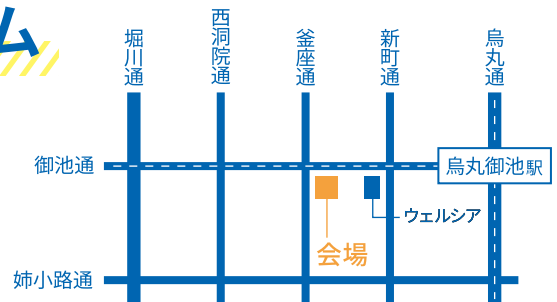 ム
堀川通
西洞院通
釜座通
新町通
烏丸通
御池通
烏丸御池駅
ウェルシア
会場
姉小路通